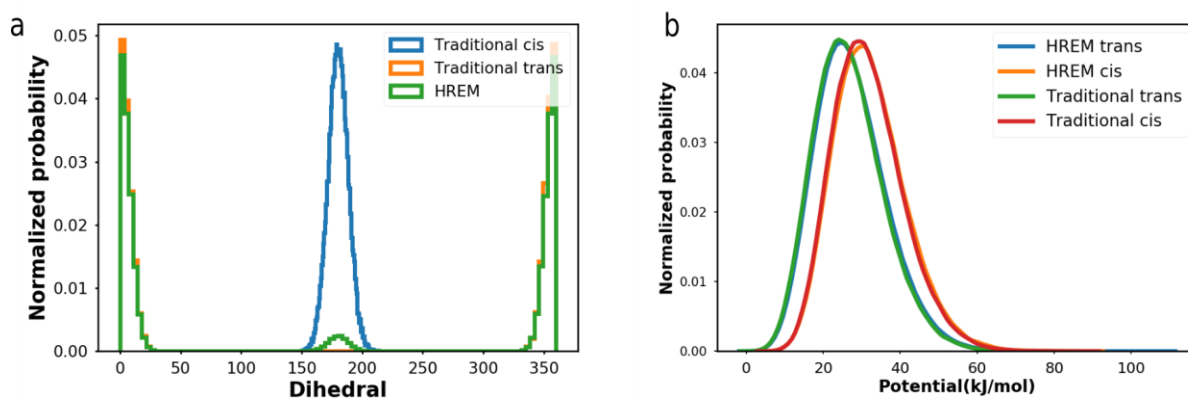 a
0.05
0.04
0.03
0.02
0.01
0.00
Normalized probability
Traditional cis
Traditional trans
HREM
0 50 100 150 200 250 300 350
Dihedral
b
0.04
0.03
0.02
0.01
0.00
Normalized probability
HREM trans
HREM cis
Traditional trans
Traditional cis
0 20 40 60 80 100
Potential(kJ/mol)